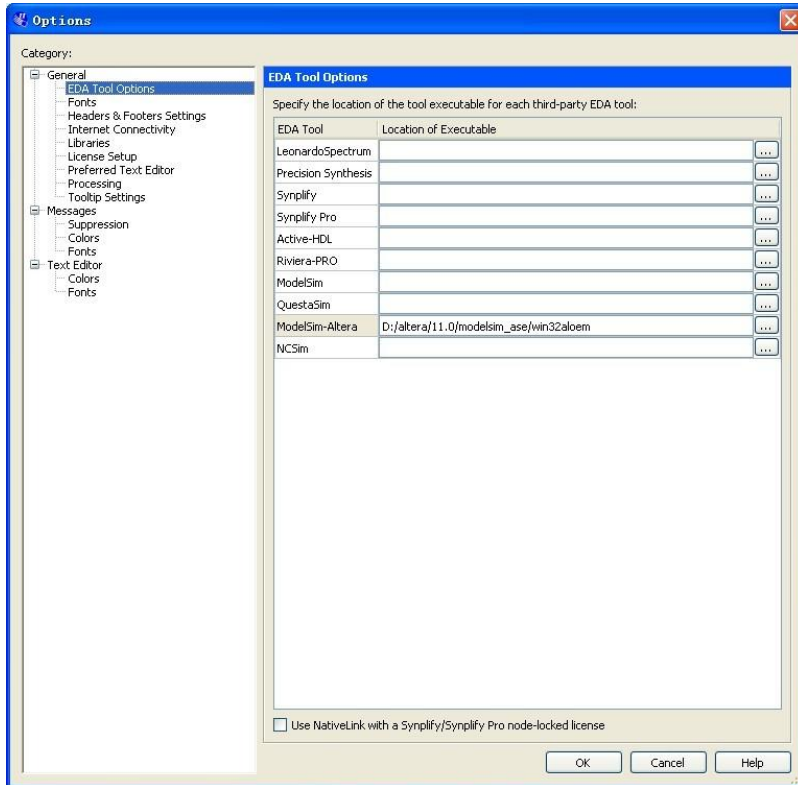 Options
Category:
General
EDA Tool Options
Fonts
Headers & Footers Settings
Internet Connectivity
Libraries
License Setup
Preferred Text Editor
Processing
Tooltip Settings
Messages
Suppression
Colors
Fonts
Text Editor
Colors
Fonts
EDA Tool Options
Specify the location of the tool executable for each third-party EDA tool:
EDA Tool Location of Executable
LeonardoSpectrum ...
Precision Synthesis ...
Synplify ...
Synplify Pro ...
Active-HDL ...
Riviera-PRO ...
ModelSim ...
QuestaSim ...
ModelSim-Altera D:/altera/11.0/modelsim_ase/win32aloem ...
NCSim ...
Use NativeLink with a Synplify/Synplify Pro node-locked license
OK Cancel Help